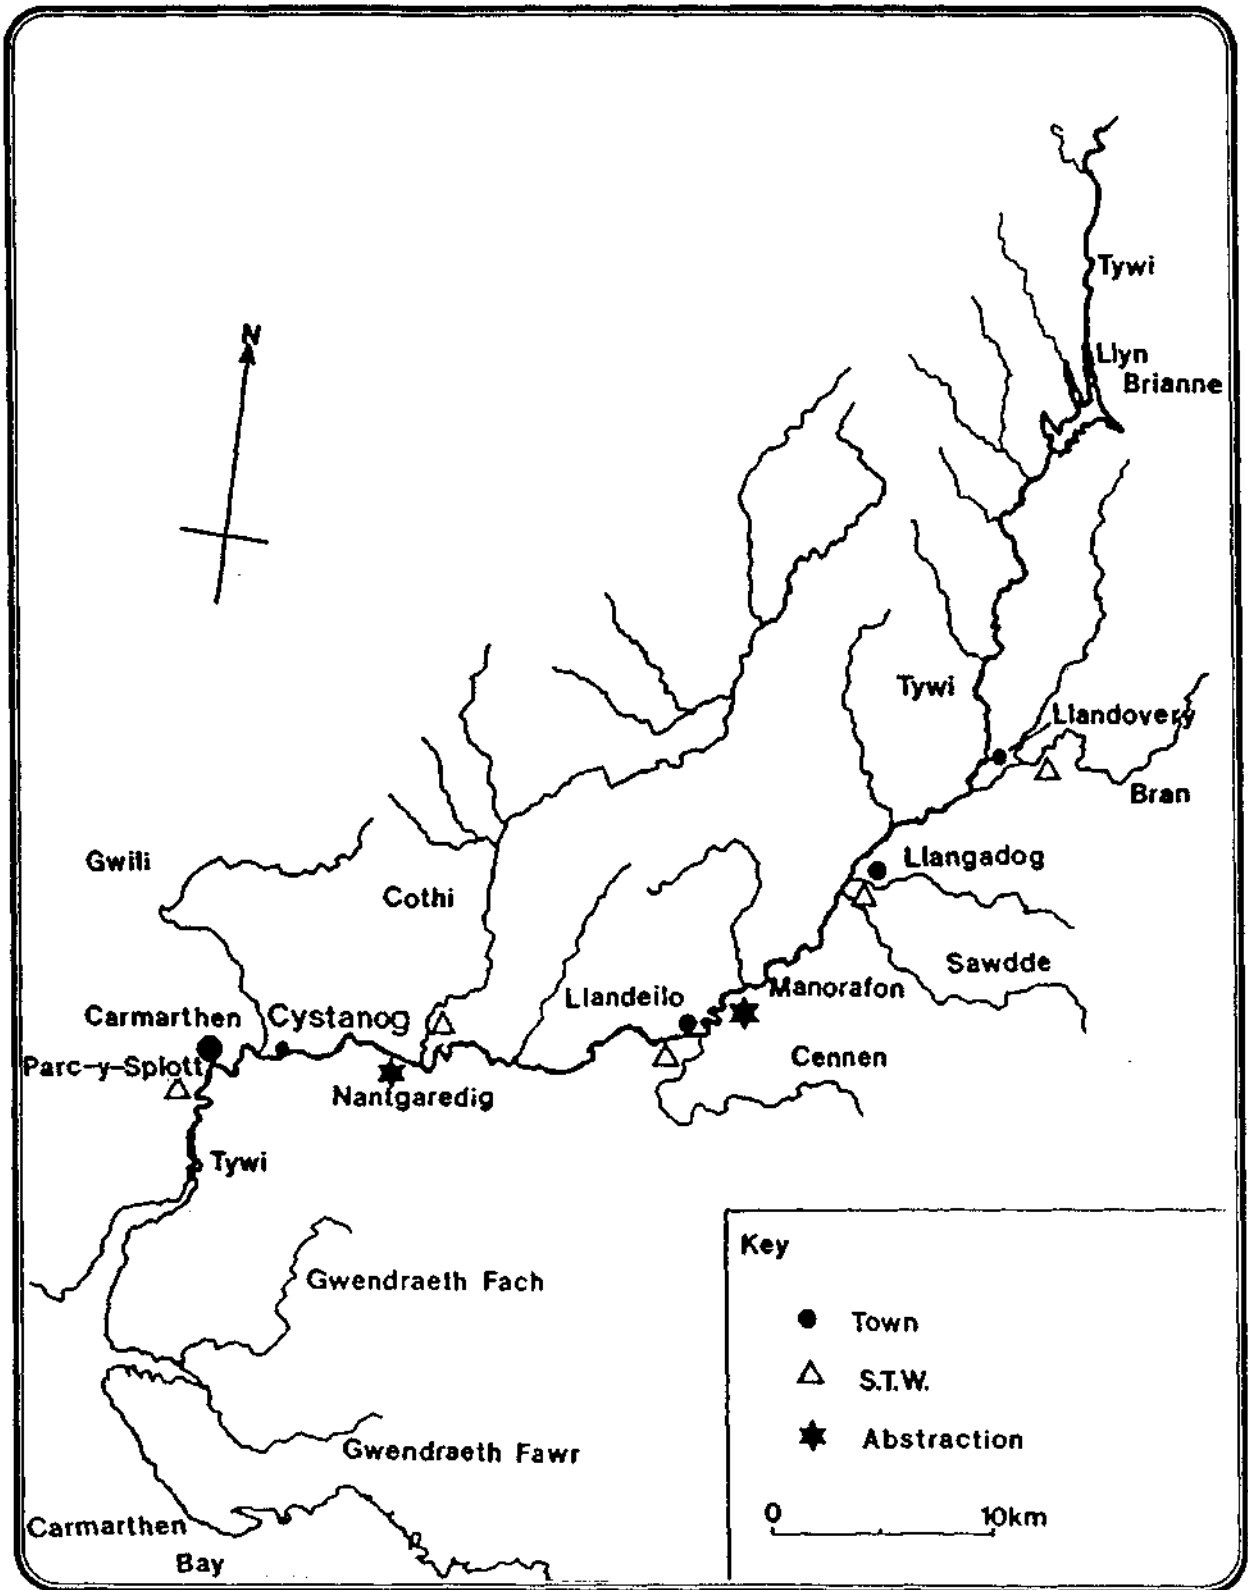 N
Tywi
Llyn
Brianne
Tywi
Llandovery
Bran
Gwili
Llangadog
Cothi
Sawdde
Llandeilo
Manorafon
Carmarthen
Cystanog
Parc-y-Splott
Cennen
Nantgaredig
Tywi
Key
Gwendraeth Fach
Town
S.T.W.
Abstraction
Gwendraeth Fawr
0
10km
Carmarthen
Bay